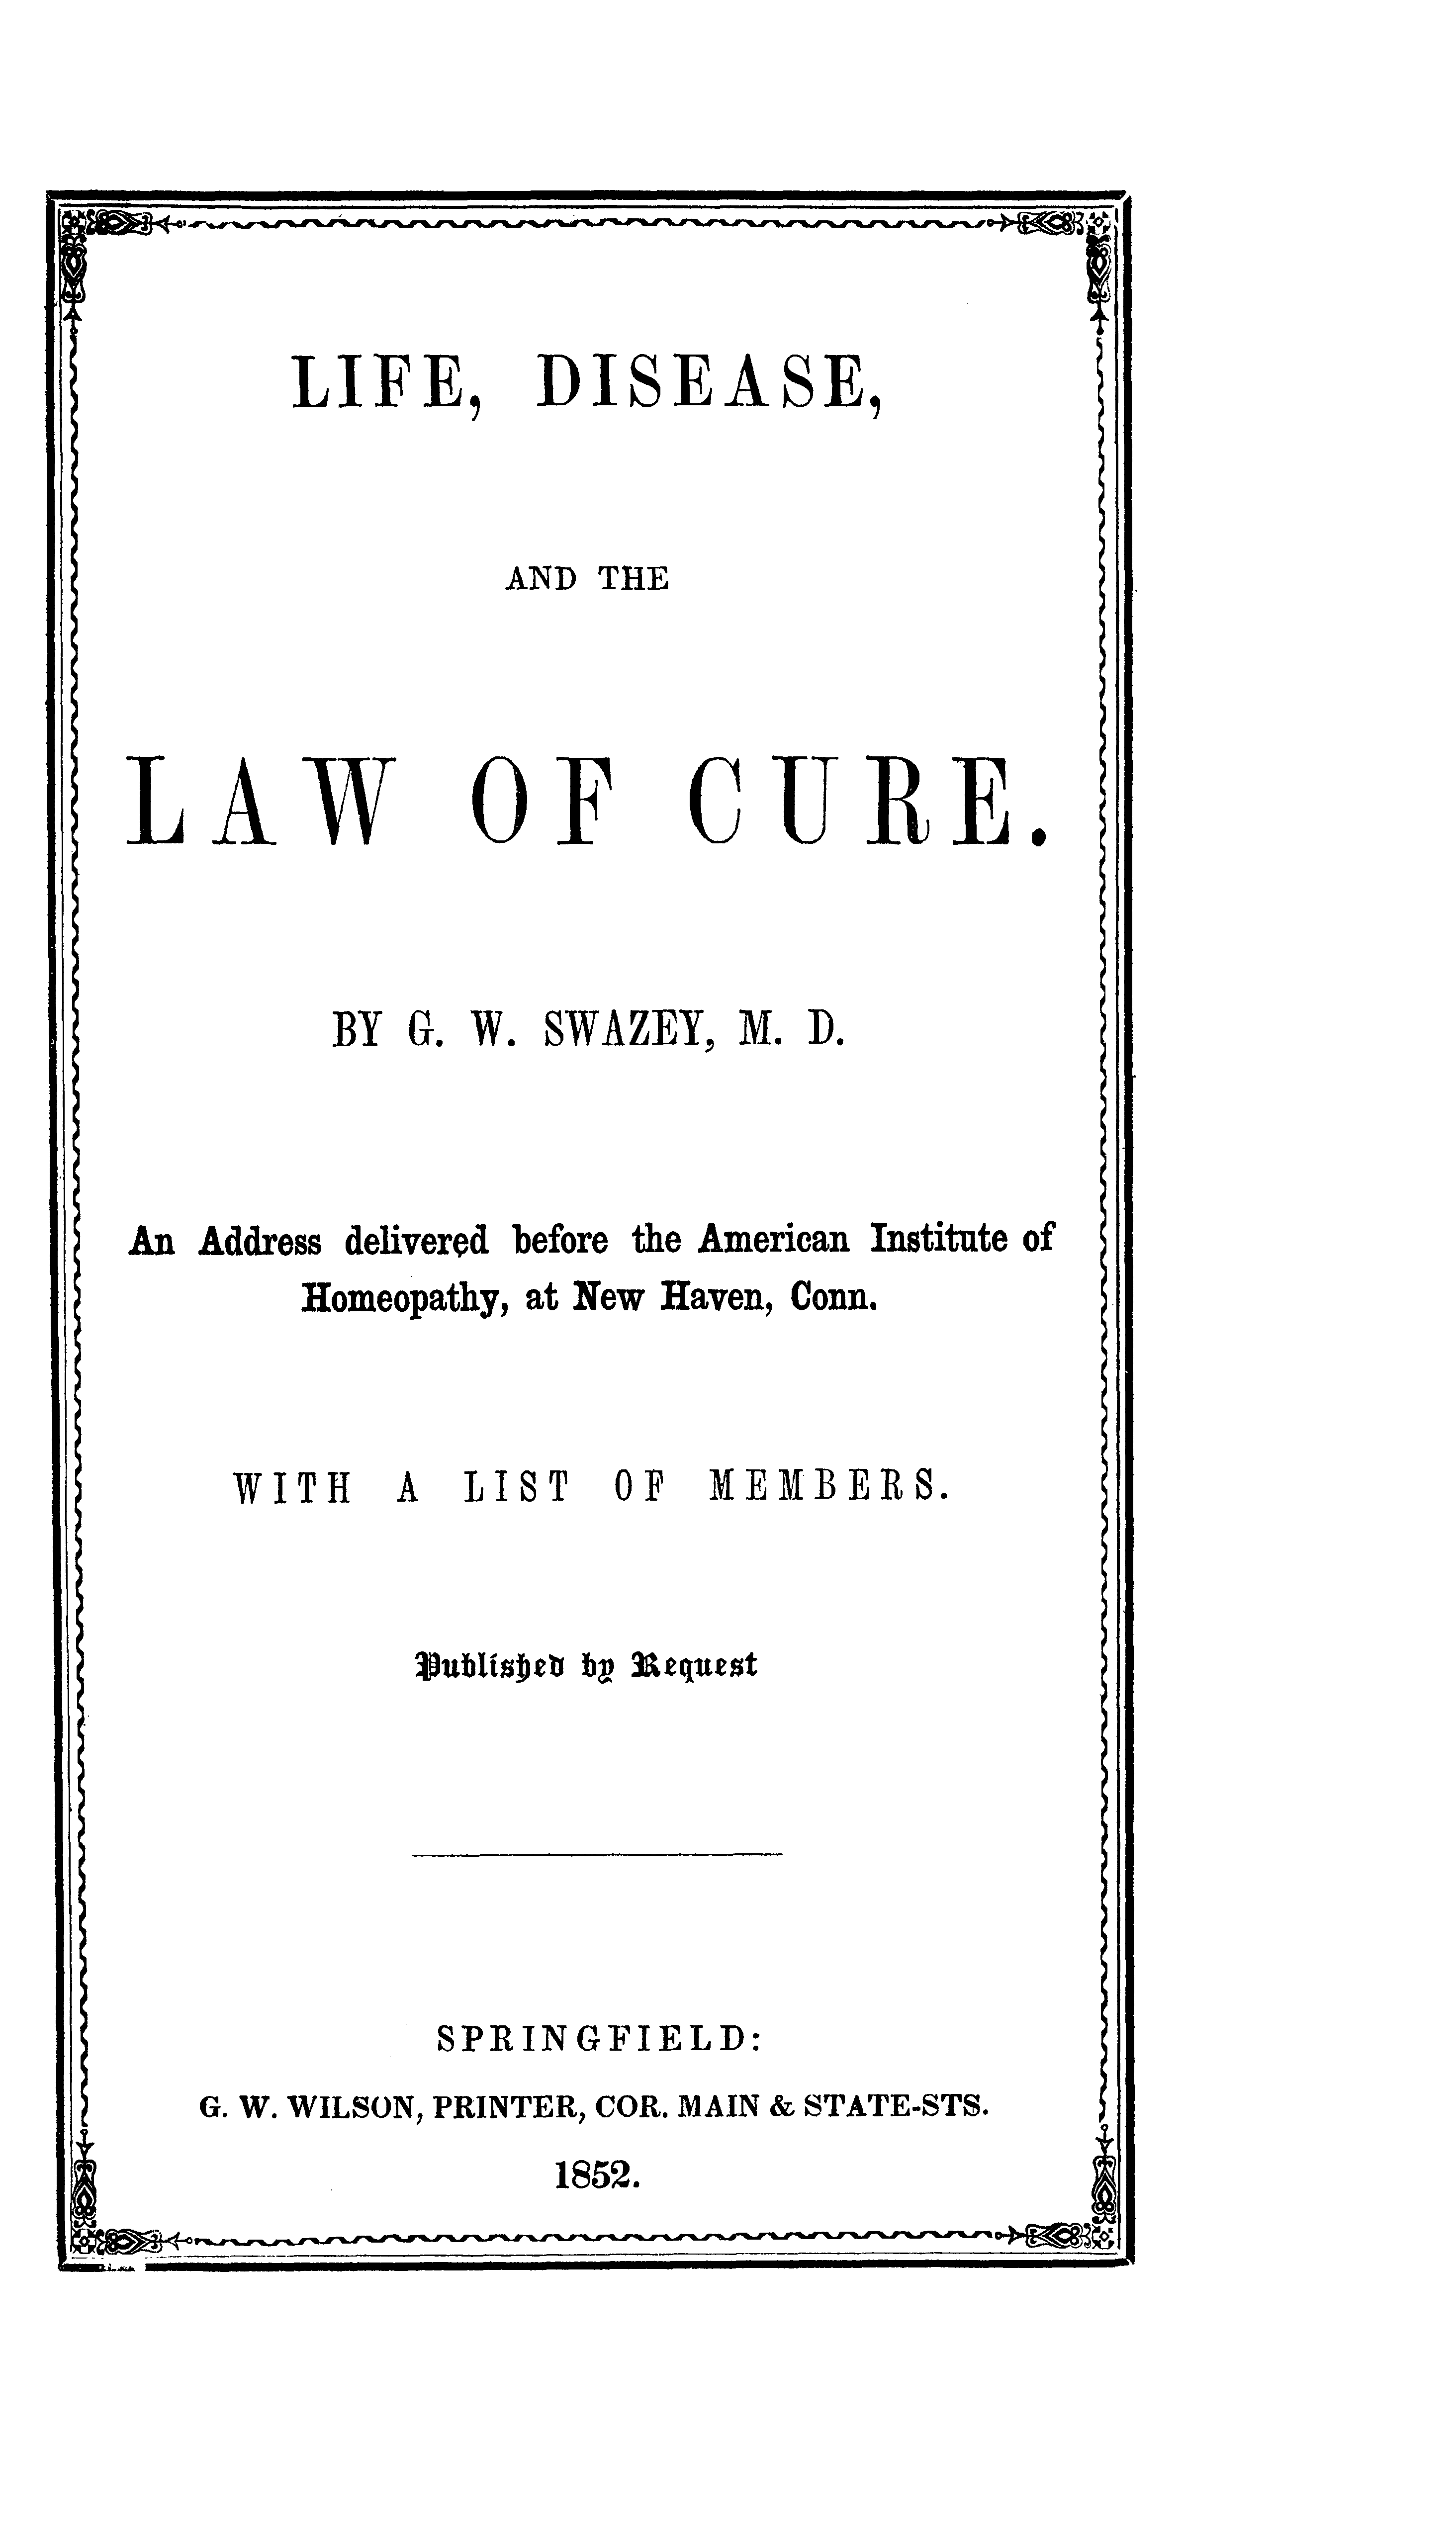 LIFE, DISEASE,
AND THE
LAW OF CURE.
BY G. W. SWAZEY, M. D.
An Address delivered before the American Institute of
Homeopathy, at New Haven, Conn.
WITH A LIST OF MEMBERS.
Published by Request
SPRINGFIELD:
G. W. WILSON, PRINTER, COR. MAIN & STATE-STS.
1852.